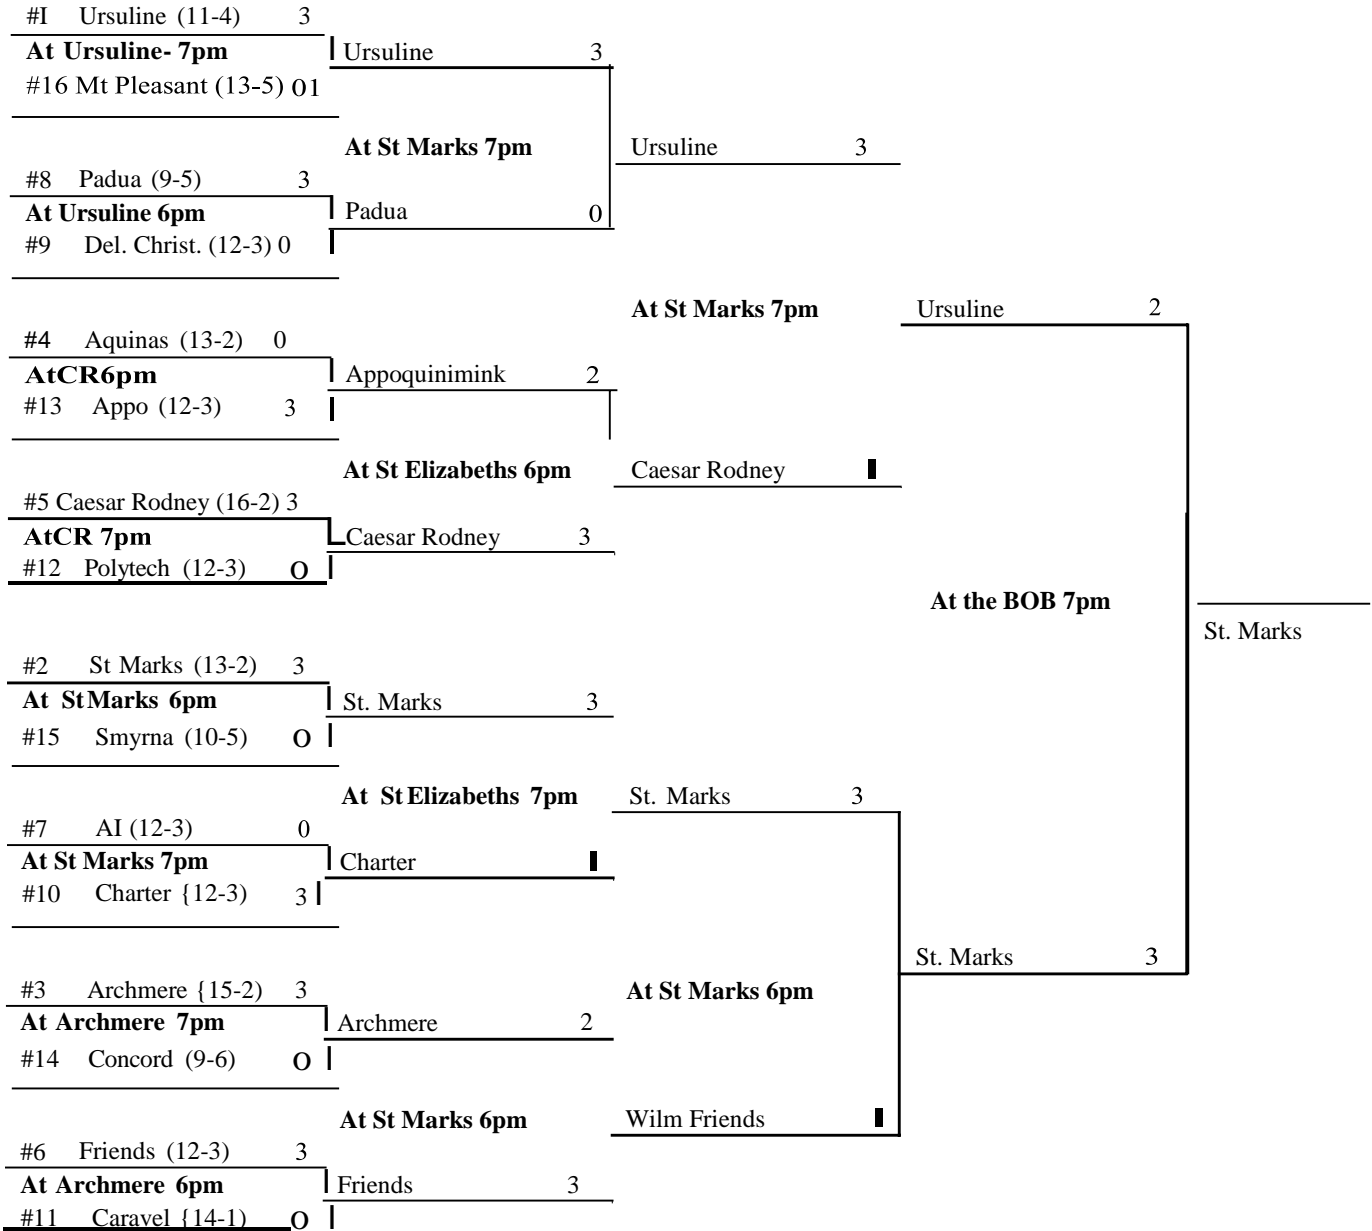 #I Ursuline (11-4) 3
At Ursuline- 7pm
#16 Mt Pleasant (13-5) 01
Ursuline 3
At St Marks 7pm
Ursuline 3
#8 Padua (9-5) 3
At Ursuline 6pm
#9 Del. Christ. (12-3) 0
Padua 0
At St Marks 7pm
Ursuline 2
#4 Aquinas (13-2) 0
AtCR6pm
#13 Appo (12-3) 3
Appoquinimink 2
At St Elizabeths 6pm
Caesar Rodney
#5 Caesar Rodney (16-2) 3
AtCR 7pm
#12 Polytech (12-3) O
Caesar Rodney 3
At the BOB 7pm
St. Marks
#2 St Marks (13-2) 3
At St Marks 6pm
#15 Smyrna (10-5) O
St. Marks 3
At St Elizabeths 7pm
St. Marks 3
#7 AI (12-3) 0
At St Marks 7pm
#10 Charter {12-3) 3
Charter
St. Marks 3
#3 Archmere {15-2) 3
At Archmere 7pm
#14 Concord (9-6) O
Archmere 2
At St Marks 6pm
At St Marks 6pm
Wilm Friends
#6 Friends (12-3) 3
At Archmere 6pm
#11 Caravel {14-1) O
Friends 3